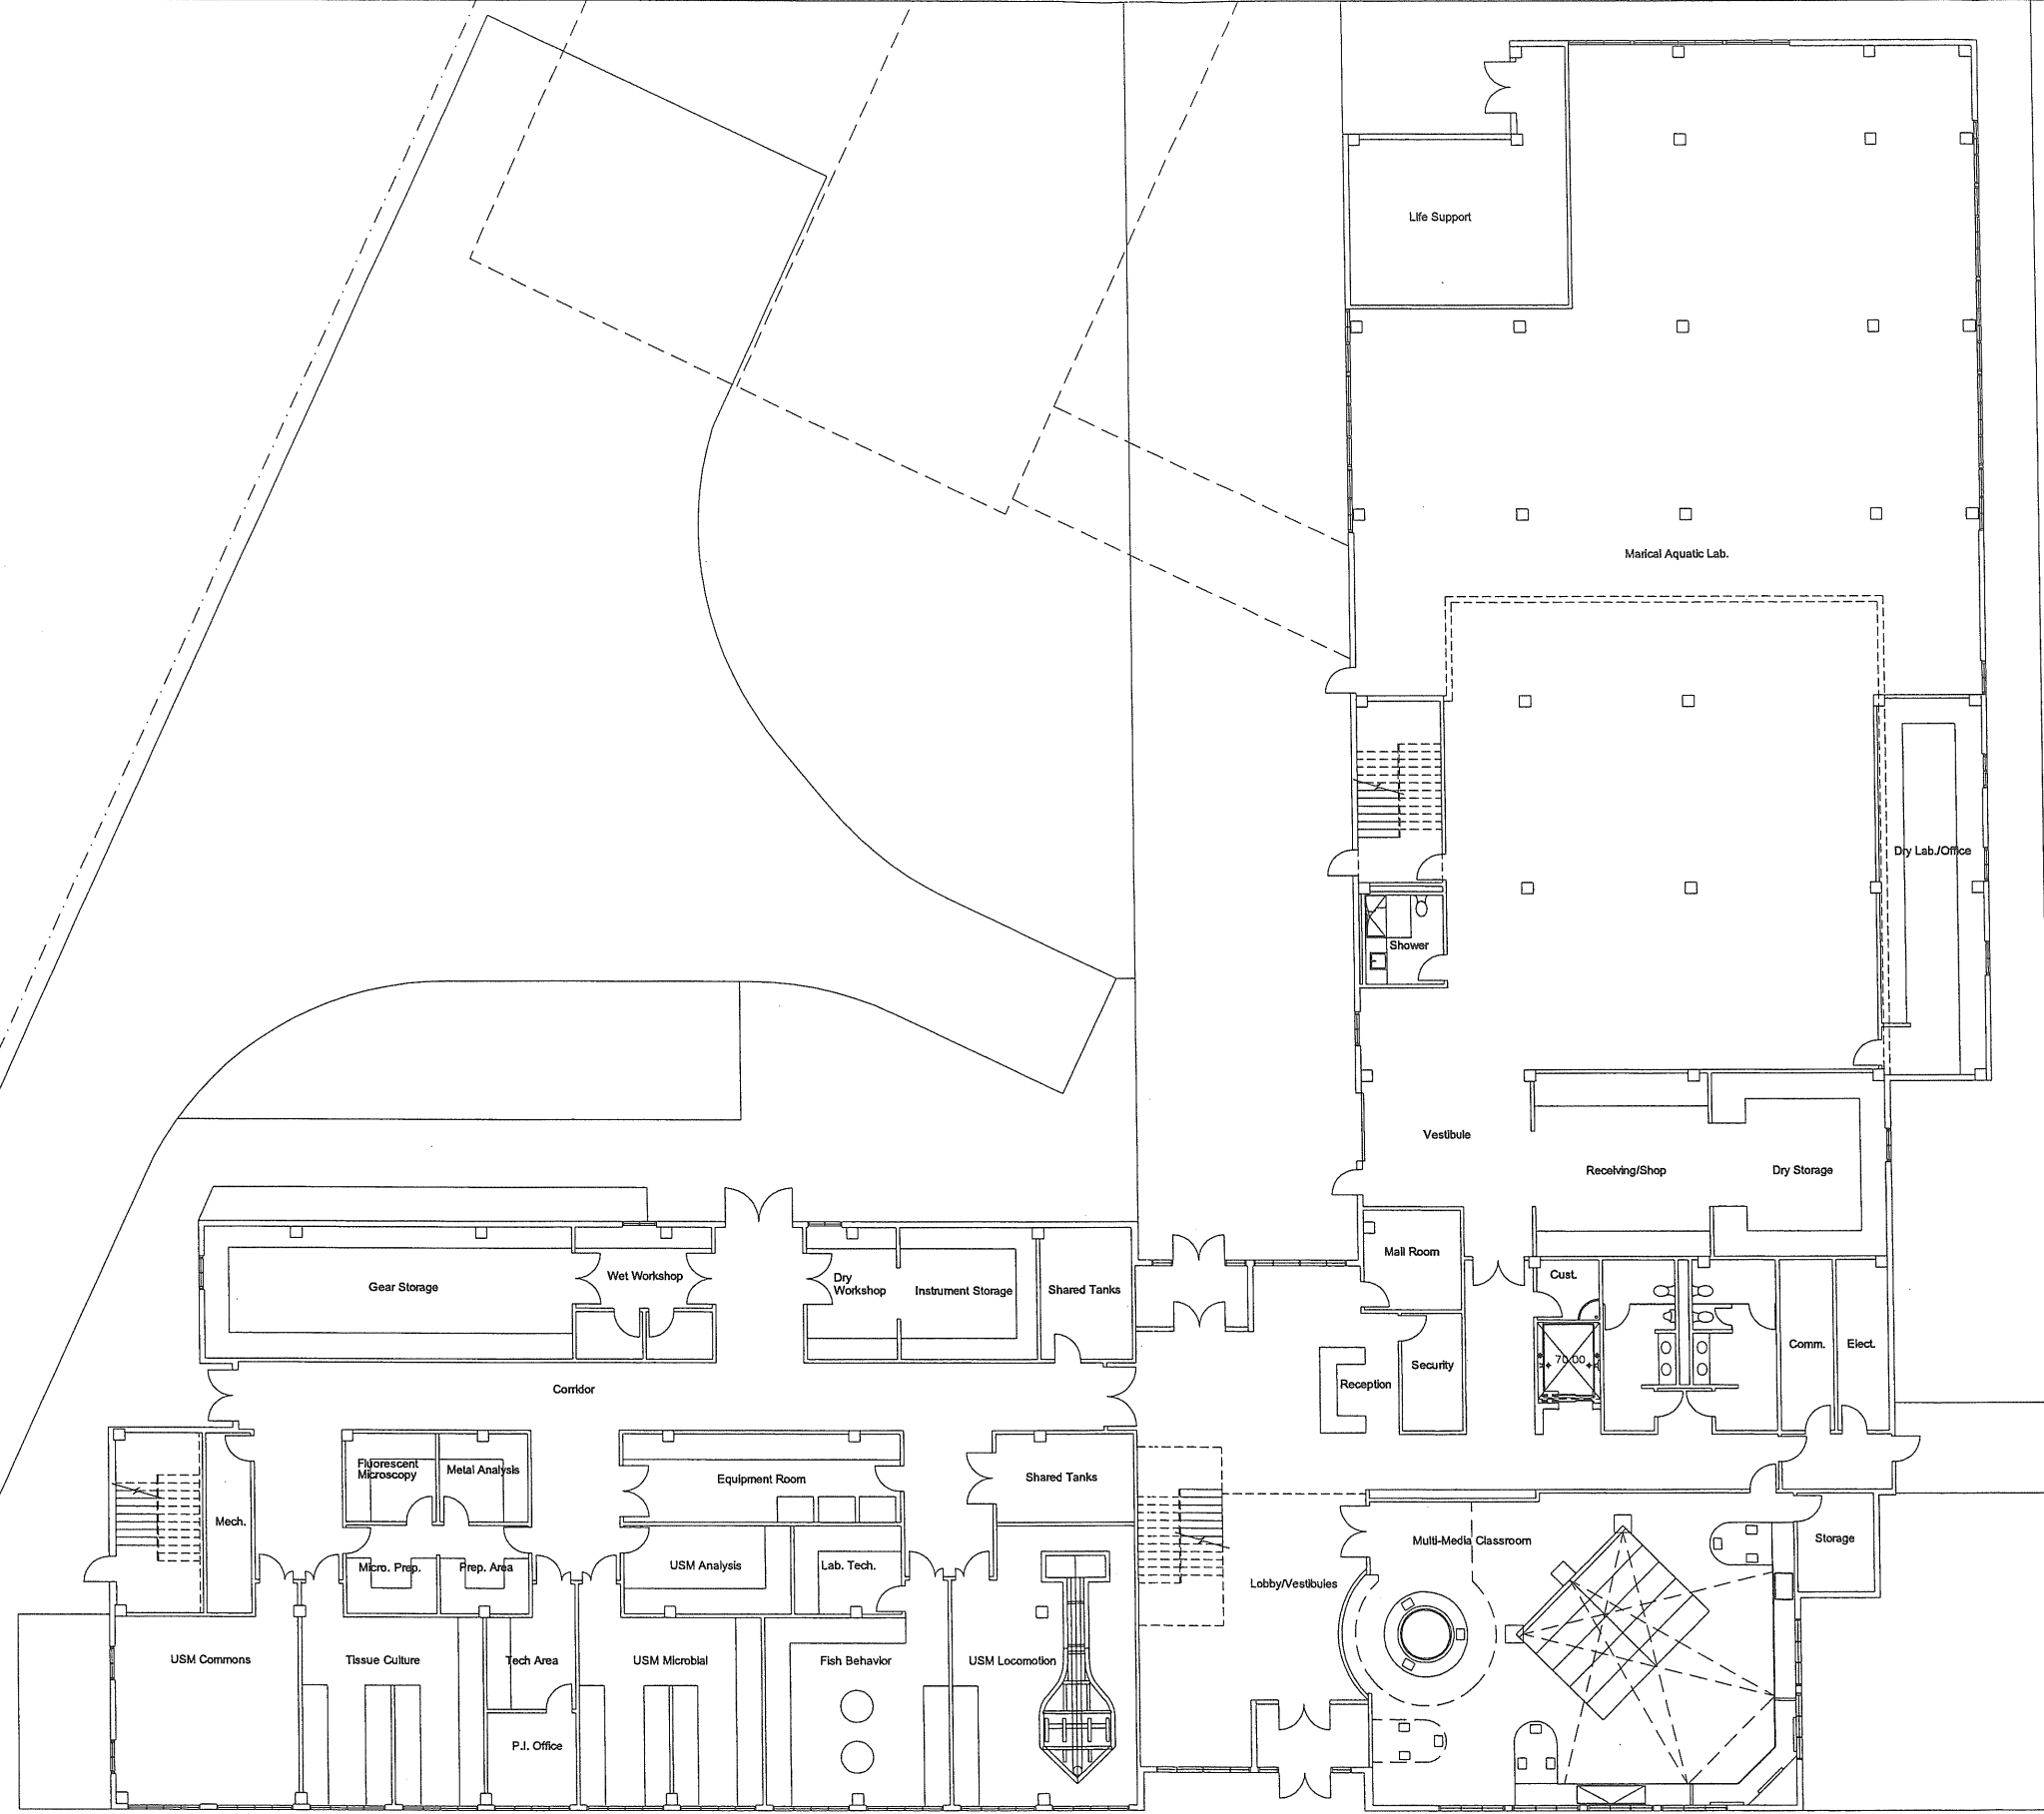 Life Support
Marical Aquatic Lab.
Dry Lab./Office
Shower
Vestibule
Receiving/Shop
Dry Storage
Mail Room
Cust.
Gear Storage
Wet Workshop
Dry
Workshop
Instrument Storage
Shared Tanks
Security
Reception
70.00
Comm.
Elect.
Corridor
Fluorescent
Microscopy
Metal Analysis
Equipment Room
Shared Tanks
Mech.
Multi-Media Classroom
Storage
Micro. Prep.
Prep. Area
USM Analysis
Lab. Tech.
Lobby/Vestibules
USM Commons
Tissue Culture
Tech Area
USM Microbial
Fish Behavior
USM Locomotion
P.I. Office